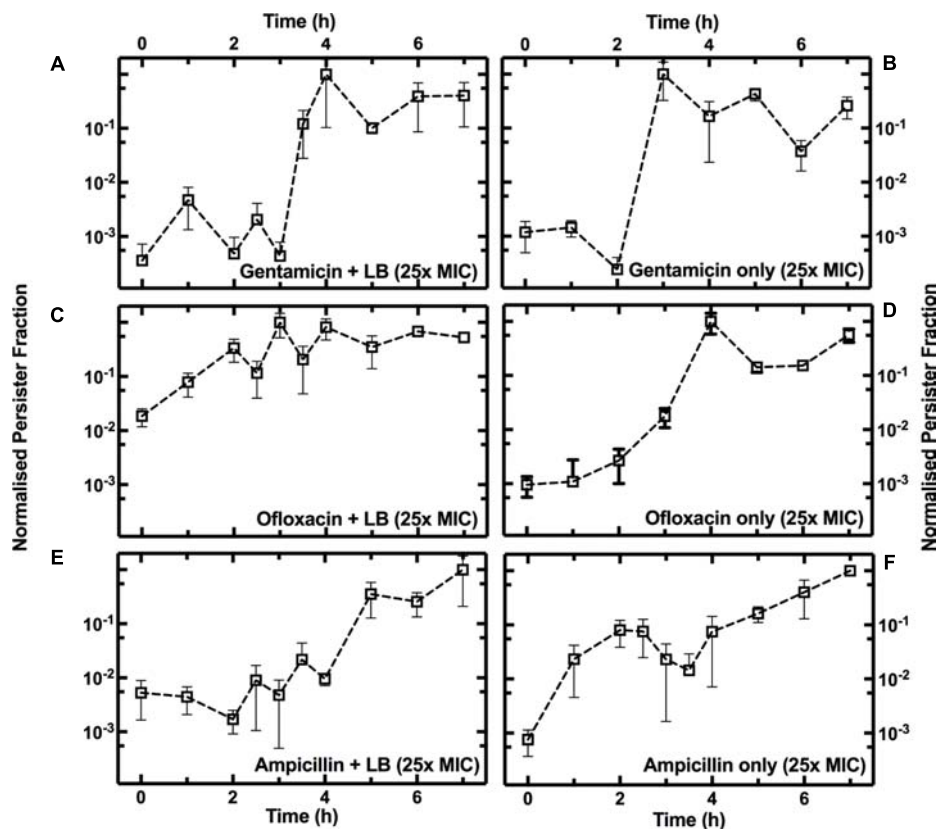 Time (h)
Time (h)
0 2 4 6
0 2 4 6
A
B
10⁻¹
10⁻²
10⁻³
10⁻¹
10⁻²
10⁻³
Gentamicin + LB (25x MIC)
Gentamicin only (25x MIC)
C
D
10⁻¹
10⁻²
10⁻³
10⁻¹
10⁻²
10⁻³
Normalised Persister Fraction
Normalised Persister Fraction
Ofloxacin + LB (25x MIC)
Ofloxacin only (25x MIC)
E
F
10⁻¹
10⁻²
10⁻³
10⁻¹
10⁻²
10⁻³
Ampicillin + LB (25x MIC)
Ampicillin only (25x MIC)
0 2 4 6
0 2 4 6
Time (h)
Time (h)